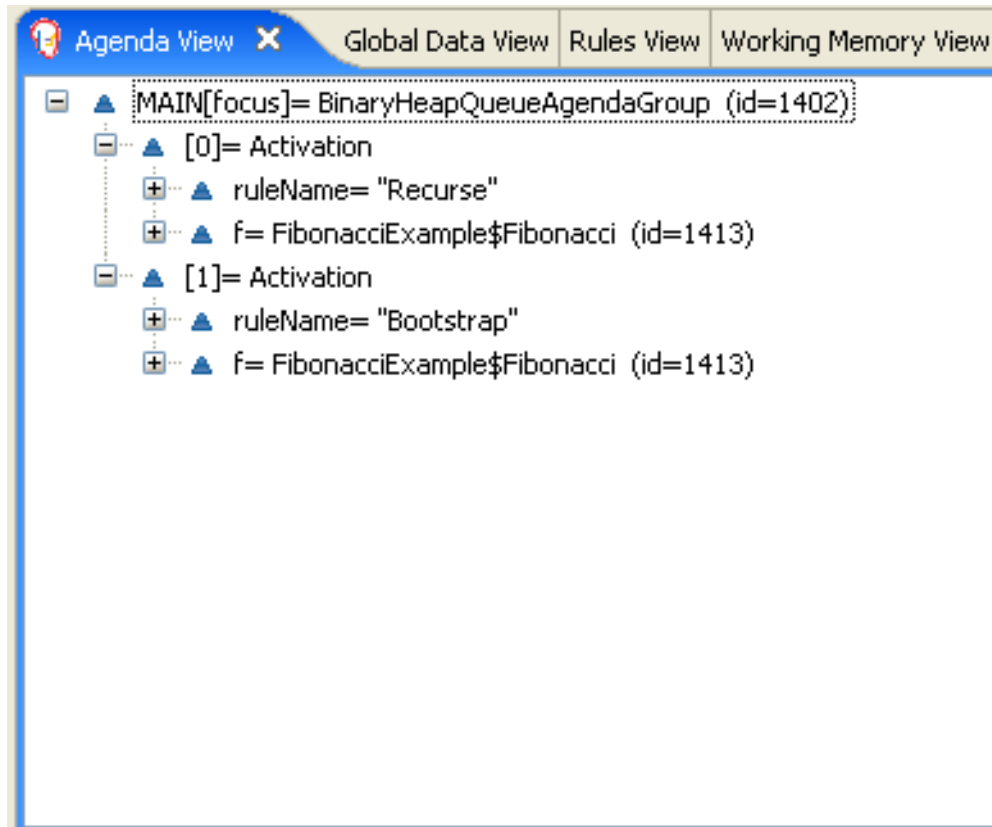 Agenda View Global Data View Rules View Working Memory View
MAIN[focus]= BinaryHeapQueueAgendaGroup (id=1402)
[0]= Activation
ruleName= "Recurse"
f= FibonacciExample$Fibonacci (id=1413)
[1]= Activation
ruleName= "Bootstrap"
f= FibonacciExample$Fibonacci (id=1413)